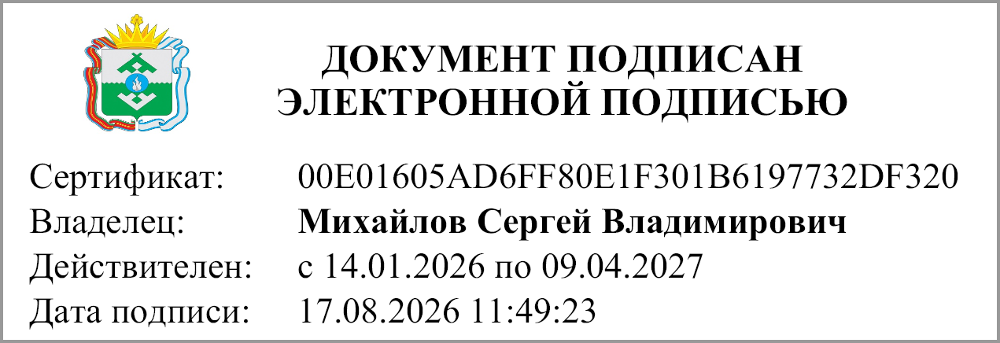 ДОКУМЕНТ ПОДПИСАН
ЭЛЕКТРОННОЙ ПОДПИСЬЮ
Сертификат: 00E01605AD6FF80E1F301B6197732DF320
Владелец: Михайлов Сергей Владимирович
Действителен: с 14.01.2026 по 09.04.2027
Дата подписи: 17.08.2026 11:49:23